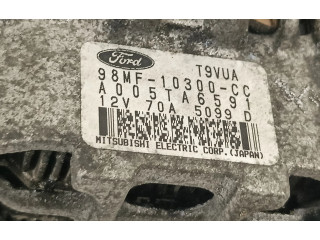 Ford
T9VUA
98MF-10300-CC
A005TA6591
12V 70A 5099 D
MITSUBISHI ELECTRIC CORP.(JAPAN)